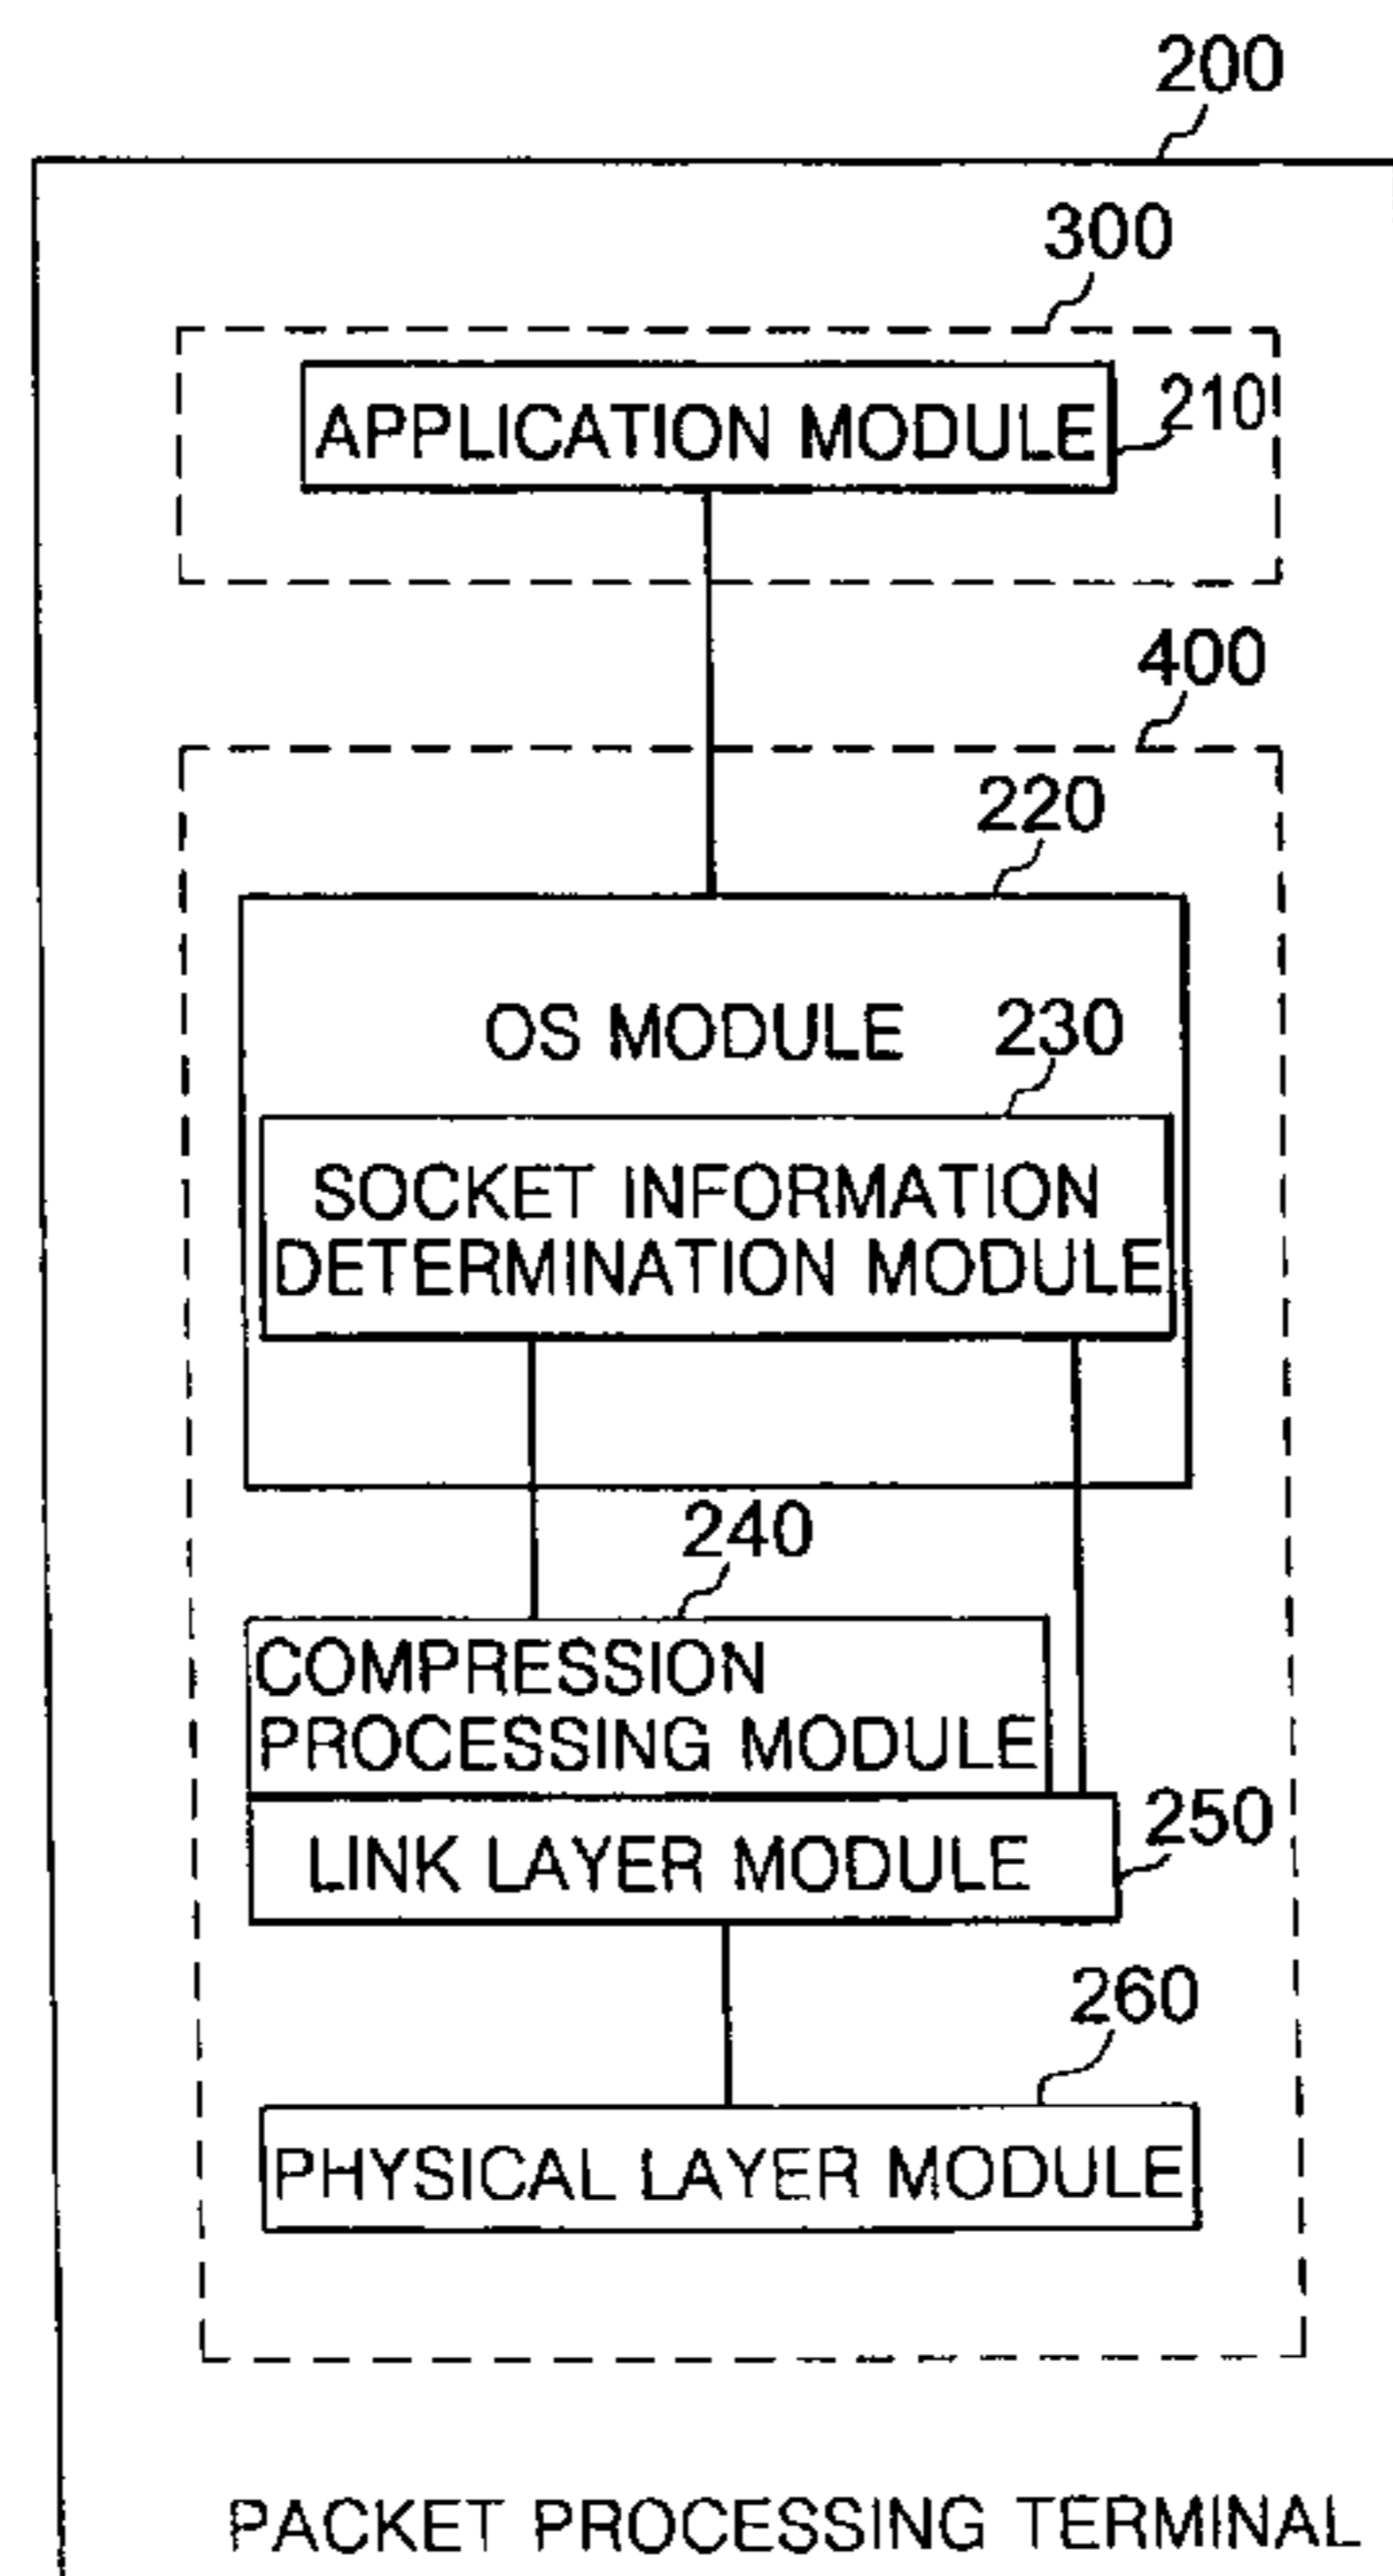 200
300
APPLICATION MODULE
210
400
220
OS MODULE
230
SOCKET INFORMATION
DETERMINATION MODULE
240
COMPRESSION
PROCESSING MODULE
250
LINK LAYER MODULE
260
PHYSICAL LAYER MODULE
PACKET PROCESSING TERMINAL